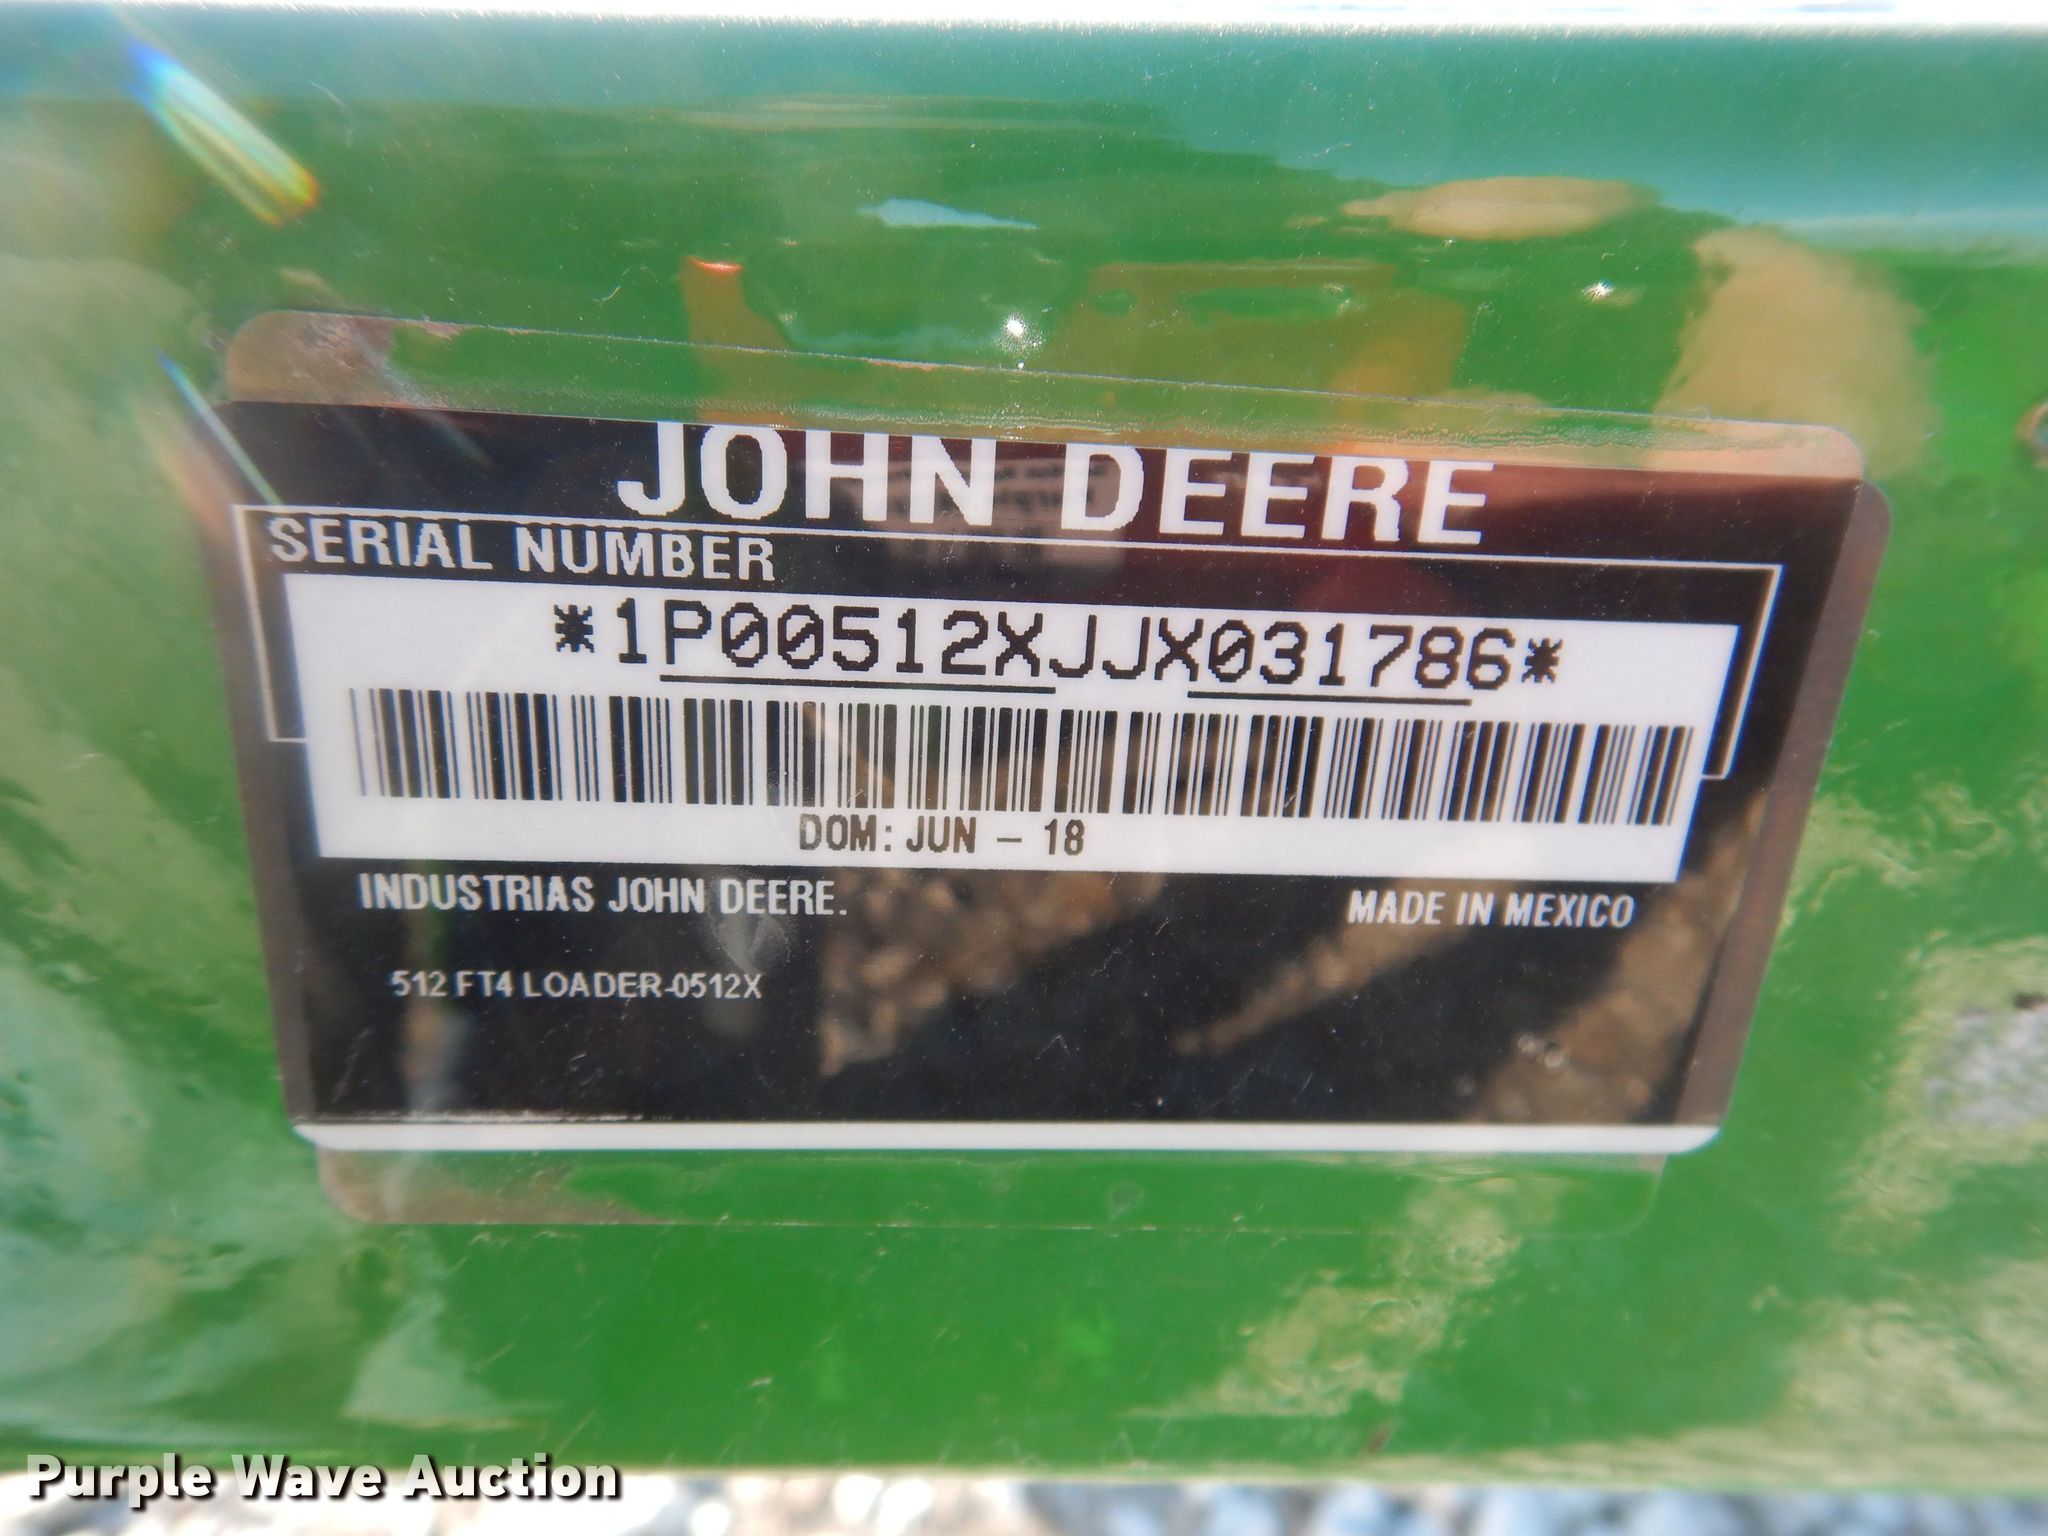 JOHN DEERE
SERIAL NUMBER
*1P00512XJJX031786*
DOM: JUN - 18
INDUSTRIAS JOHN DEERE.
MADE IN MEXICO
512 FT4 LOADER-0512X
Purple Wave Auction